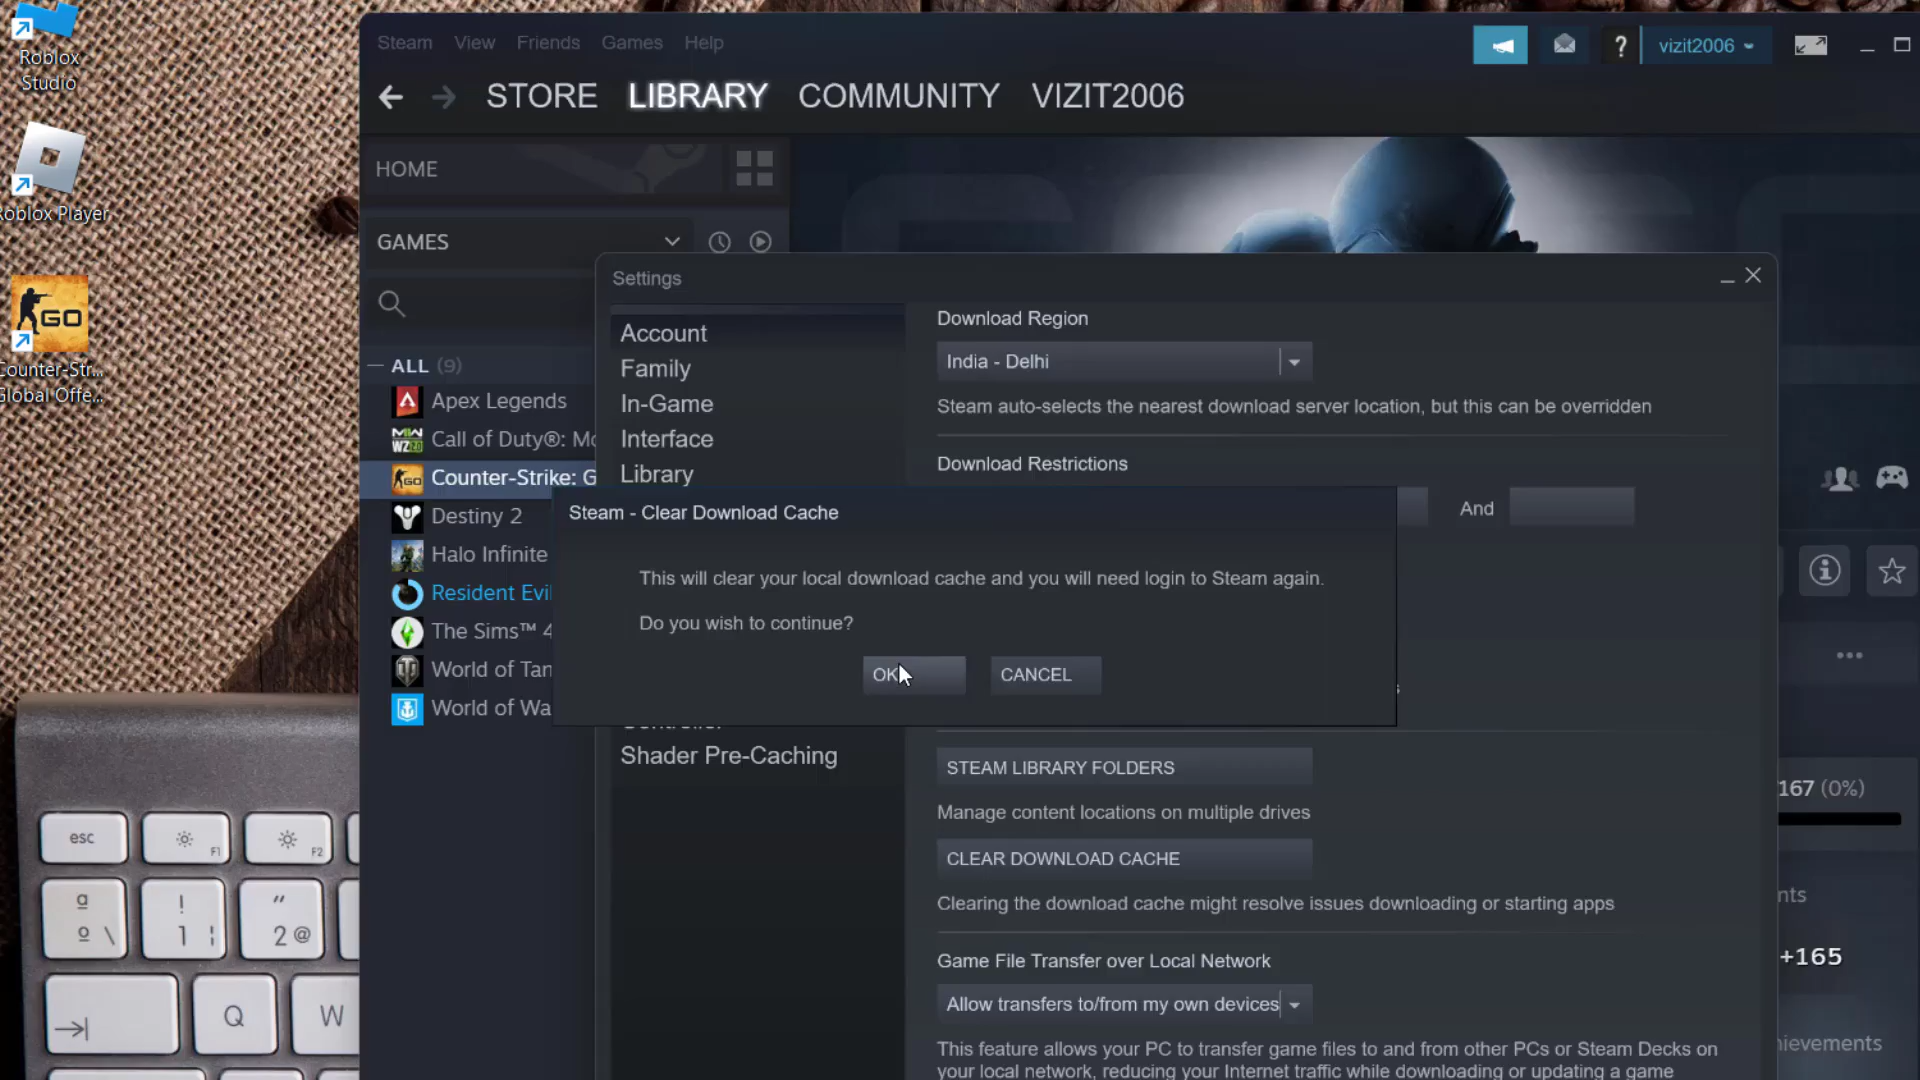 Roblox
Studio
Roblox Player
GO
Counter-Str...
Global Offe...
Steam View Friends Games Help
? vizit2006
STORE LIBRARY COMMUNITY VIZIT2006
HOME
GAMES
ALL (9)
Apex Legends
MW
WZ2.0
Call of Duty®: Mo
GO
Counter-Strike: G
Destiny 2
Halo Infinite
Resident Evil
The Sims™ 4
World of Tan
World of Wa
Settings
Account
Family
In-Game
Interface
Library
Controller
Shader Pre-Caching
Download Region
India - Delhi
Steam auto-selects the nearest download server location, but this can be overridden
Download Restrictions
And
Steam - Clear Download Cache
This will clear your local download cache and you will need login to Steam again.
Do you wish to continue?
OK CANCEL
s
STEAM LIBRARY FOLDERS
Manage content locations on multiple drives
CLEAR DOWNLOAD CACHE
Clearing the download cache might resolve issues downloading or starting apps
Game File Transfer over Local Network
Allow transfers to/from my own devices
This feature allows your PC to transfer game files to and from other PCs or Steam Decks on
your local network, reducing your Internet traffic while downloading or updating a game
167 (0%)
nts
+165
hievements
esc
F1
F2
ª
º \
!
1 ¦
"
2 @
Q
W